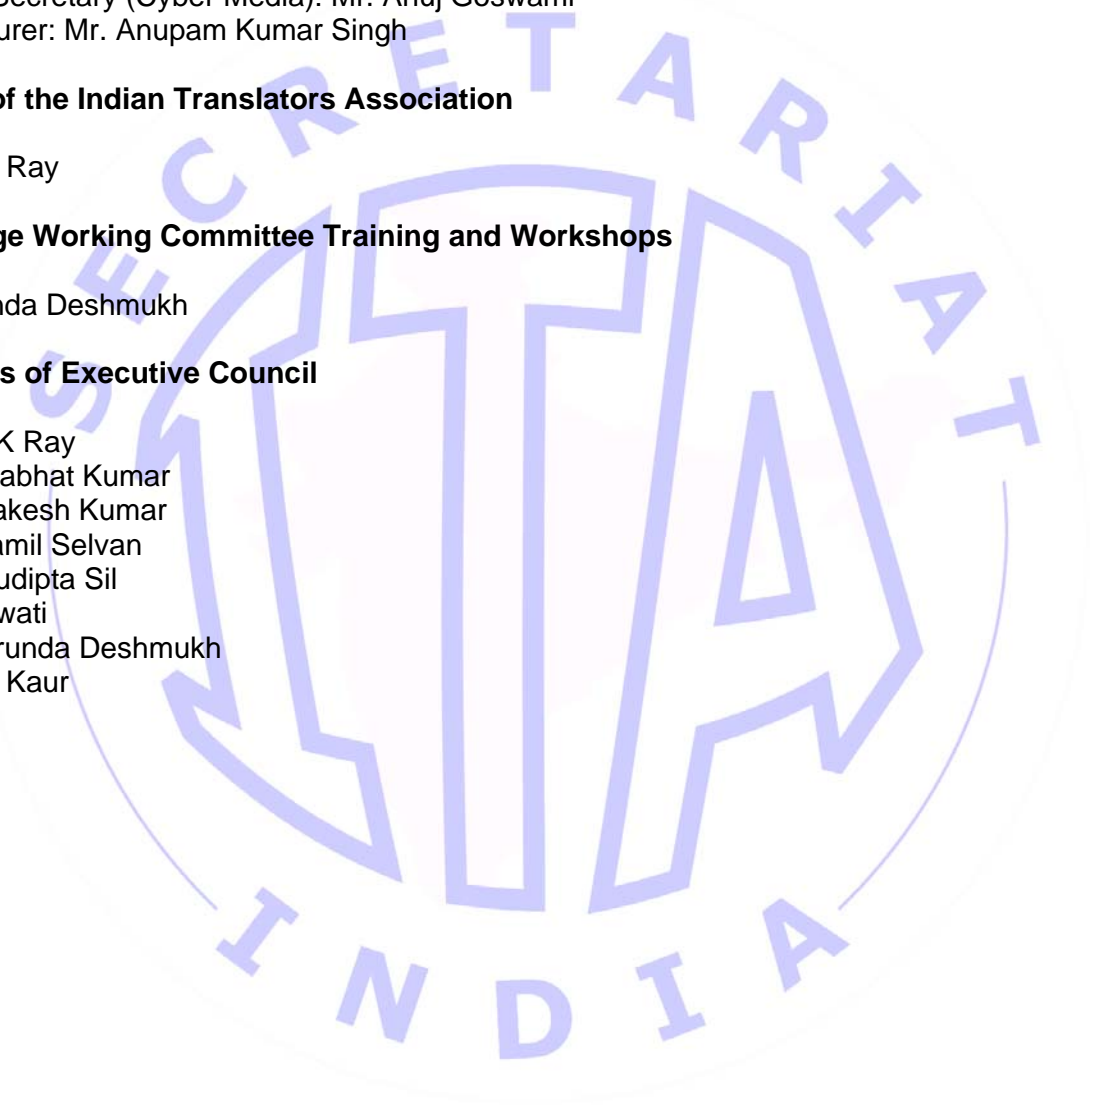 Secretary (Cyber Media): Mr. Anuj Goswami
urer: Mr. Anupam Kumar Singh
of the Indian Translators Association
Ray
ge Working Committee Training and Workshops
nda Deshmukh
s of Executive Council
K Ray
abhat Kumar
akesh Kumar
amil Selvan
udipta Sil
wati
runda Deshmukh
Kaur
SECRETARIAT
ITA
INDIA